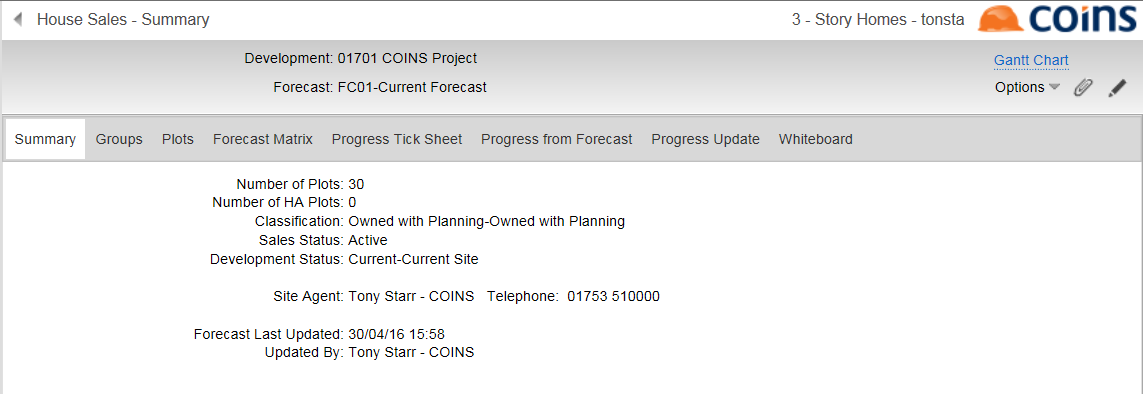 House Sales - Summary
3 - Story Homes - tonsta
coins
Development: 01701 COINS Project
Gantt Chart
Forecast: FC01-Current Forecast
Options
Summary Groups Plots Forecast Matrix Progress Tick Sheet Progress from Forecast Progress Update Whiteboard
Number of Plots: 30
Number of HA Plots: 0
Classification: Owned with Planning-Owned with Planning
Sales Status: Active
Development Status: Current-Current Site
Site Agent: Tony Starr - COINS Telephone: 01753 510000
Forecast Last Updated: 30/04/16 15:58
Updated By: Tony Starr - COINS